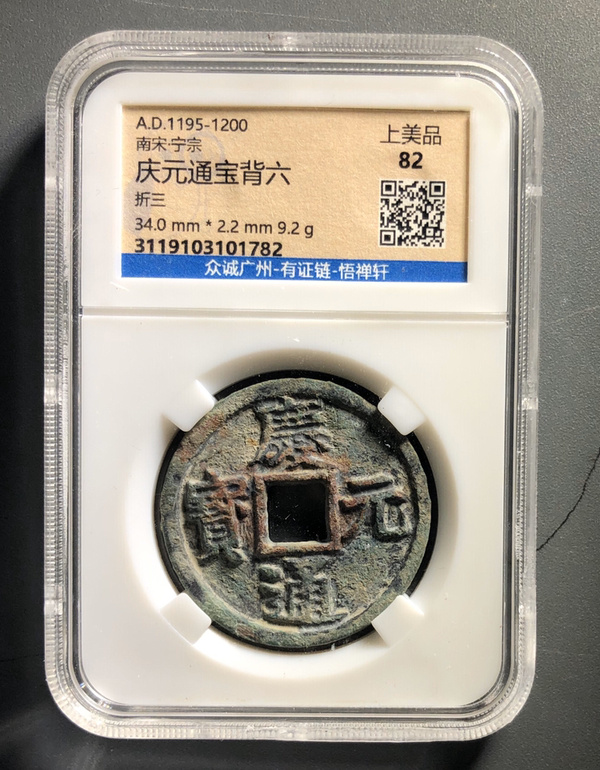 A.D.1195-1200
南宋·宁宗
庆元通宝背六
折三
34.0 mm * 2.2 mm 9.2 g
3119103101782
上美品
82
众诚广州-有证链-悟禅轩
慶
元
通
寳